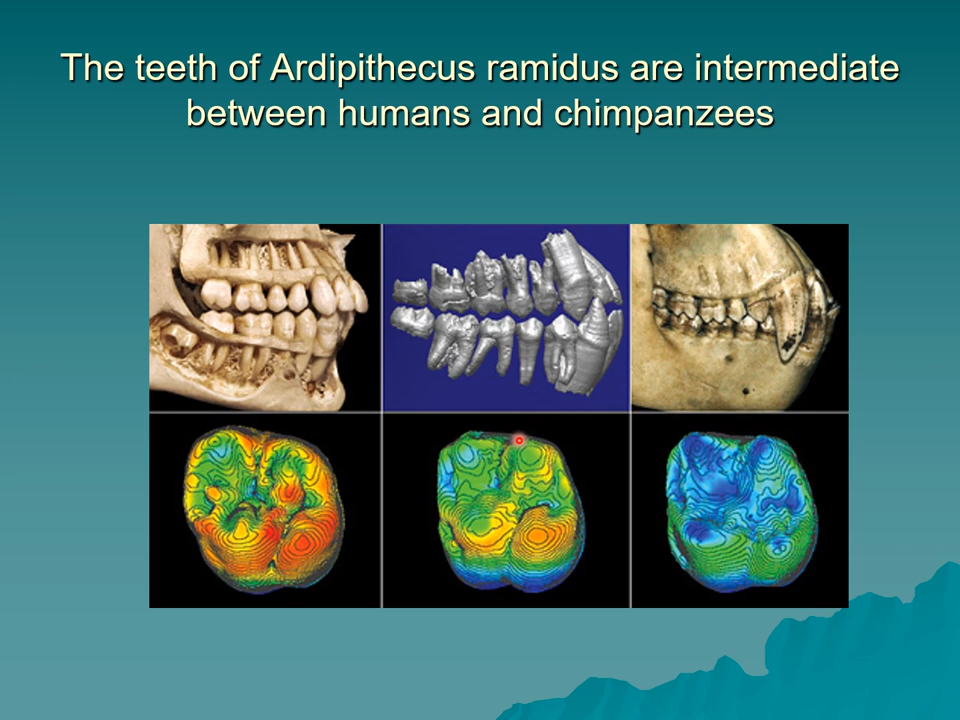 The teeth of Ardipithecus ramidus are intermediate
between humans and chimpanzees